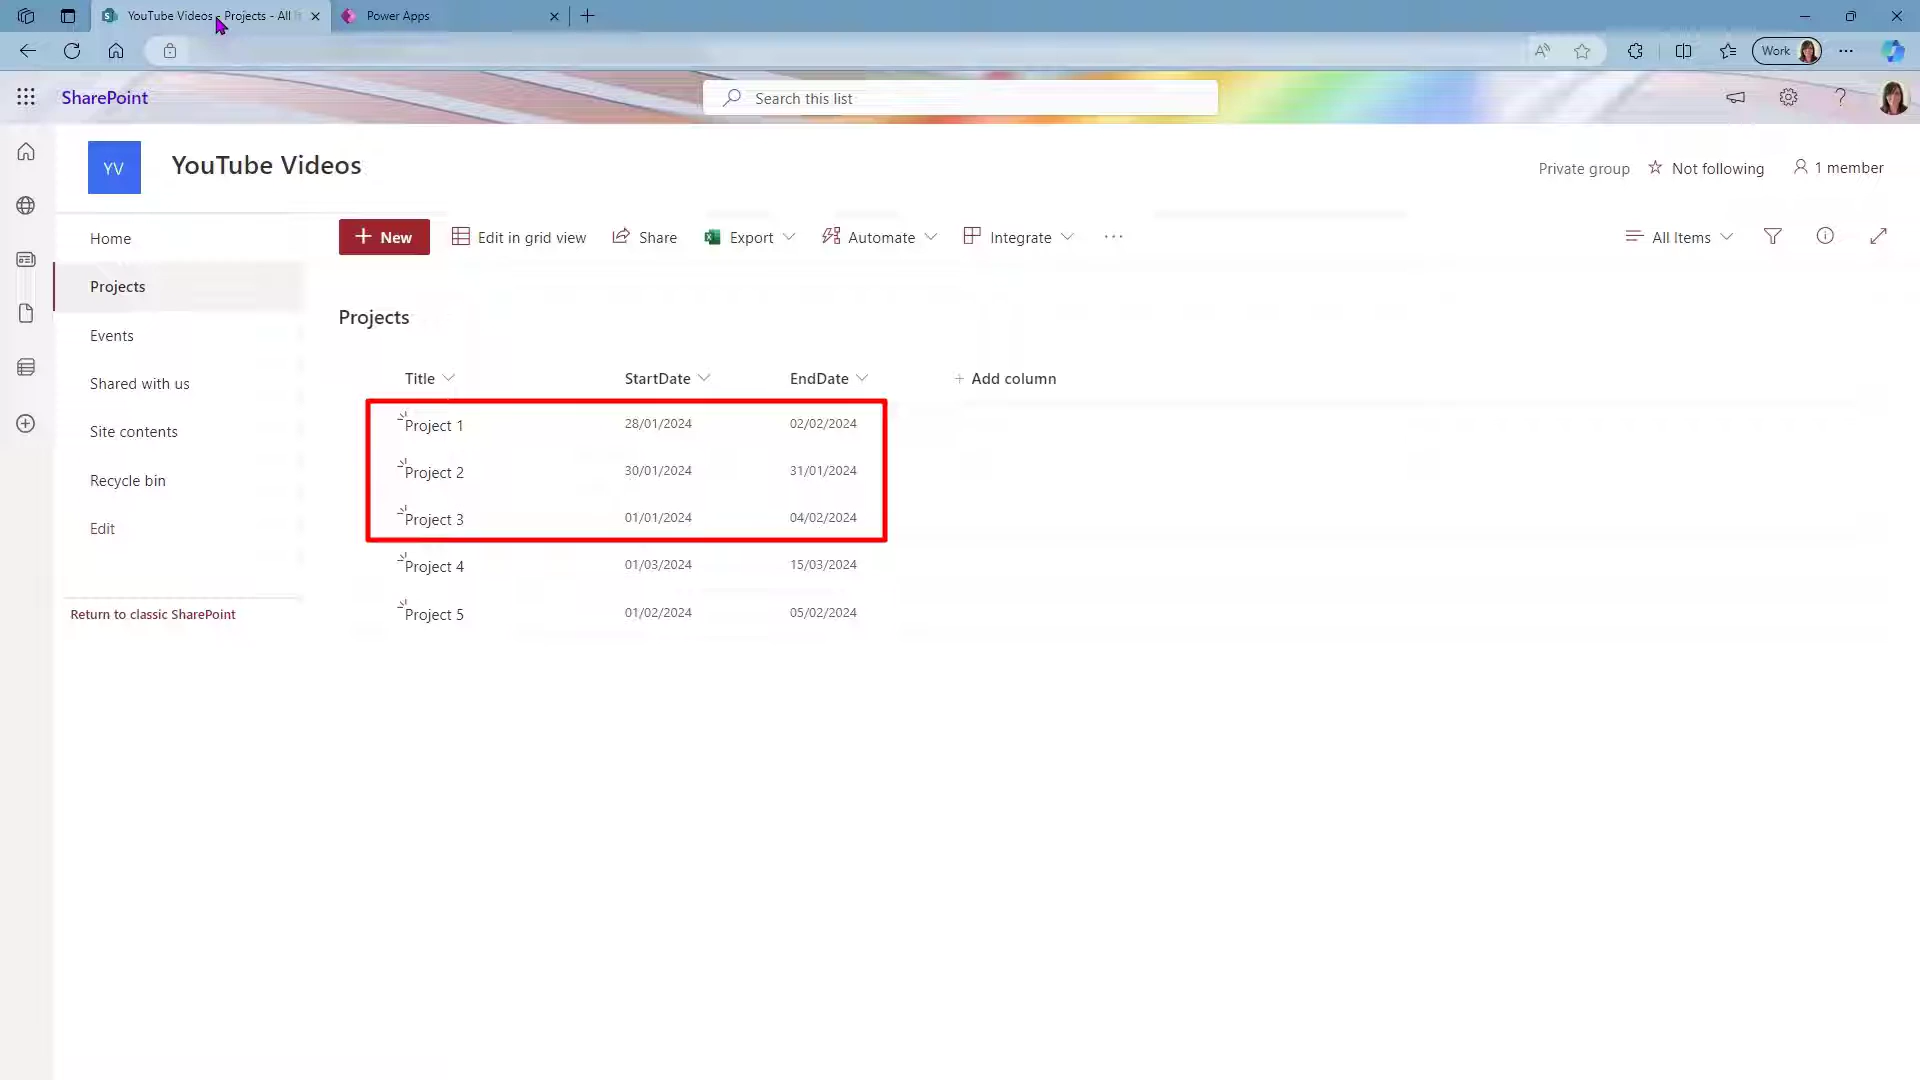 YouTube Videos - Projects - All I
Power Apps
Work
SharePoint
Search this list
YV
YouTube Videos
Private group
Not following
1 member
Home
Projects
Events
Shared with us
Site contents
Recycle bin
Edit
Return to classic SharePoint
+ New
Edit in grid view
Share
Export
Automate
Integrate
...
All Items
Projects
Title StartDate EndDate + Add column
Project 1 28/01/2024 02/02/2024
Project 2 30/01/2024 31/01/2024
Project 3 01/01/2024 04/02/2024
Project 4 01/03/2024 15/03/2024
Project 5 01/02/2024 05/02/2024